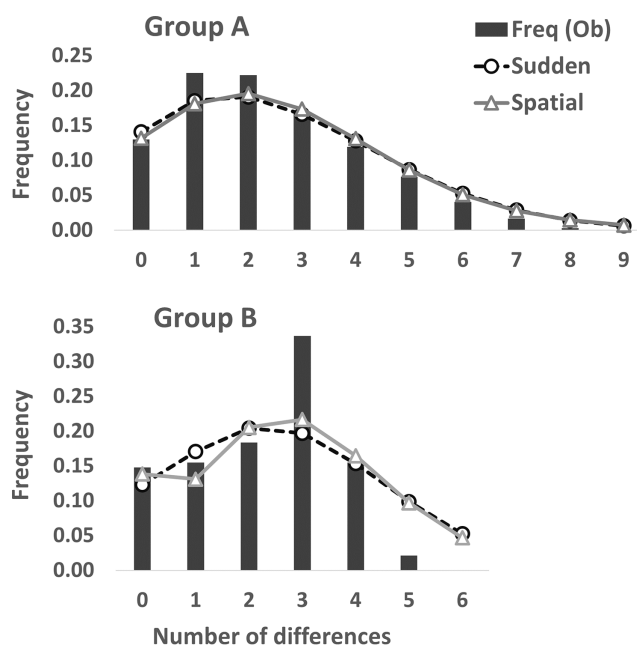 Group A
Freq (Ob)
Sudden
Spatial
Frequency
0.25
0.20
0.15
0.10
0.05
0.00
0 1 2 3 4 5 6 7 8 9
Group B
Frequency
0.35
0.30
0.25
0.20
0.15
0.10
0.05
0.00
0 1 2 3 4 5 6
Number of differences